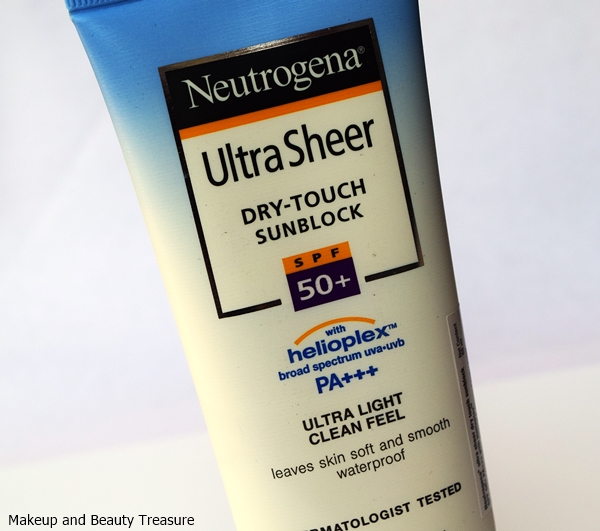 Neutrogena®
Ultra Sheer
DRY-TOUCH
SUNBLOCK
SPF
50+
with
helioplex™
broad spectrum uva•uvb
PA+++
ULTRA LIGHT
CLEAN FEEL
leaves skin soft and smooth
waterproof
TESTED
Makeup and Beauty Treasure